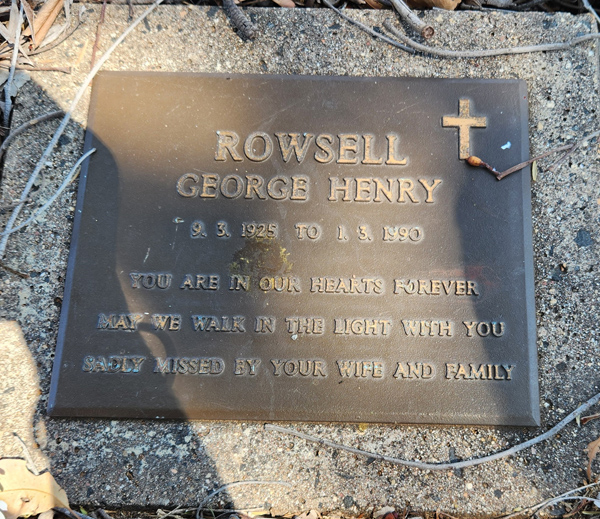 ROWSELL
GEORGE HENRY
9. 3. 1925 TO 1. 3. 1990
YOU ARE IN OUR HEARTS FOREVER
MAY WE WALK IN THE LIGHT WITH YOU
SADLY MISSED BY YOUR WIFE AND FAMILY